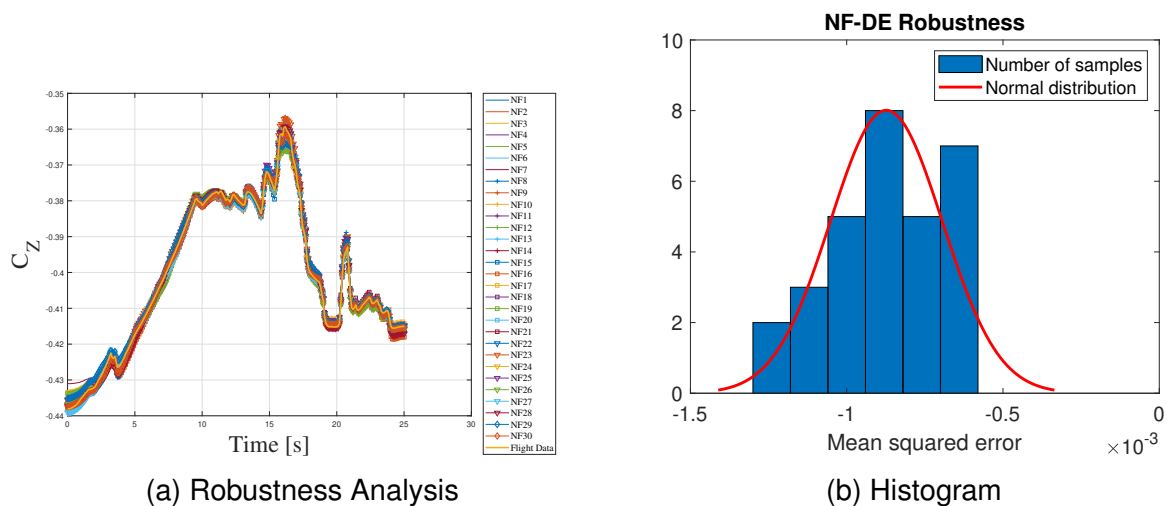 -0.35
-0.36
-0.37
-0.38
-0.39
-0.4
-0.41
-0.42
-0.43
-0.44
C_Z
0 5 10 15 20 25 30
Time [s]
NF1
NF2
NF3
NF4
NF5
NF6
NF7
NF8
NF9
NF10
NF11
NF12
NF13
NF14
NF15
NF16
NF17
NF18
NF19
NF20
NF21
NF22
NF23
NF24
NF25
NF26
NF27
NF28
NF29
NF30
Flight Data
(a) Robustness Analysis
NF-DE Robustness
10
8
6
4
2
0
Number of samples
Normal distribution
-1.5 -1 -0.5 0
Mean squared error
×10⁻³
(b) Histogram